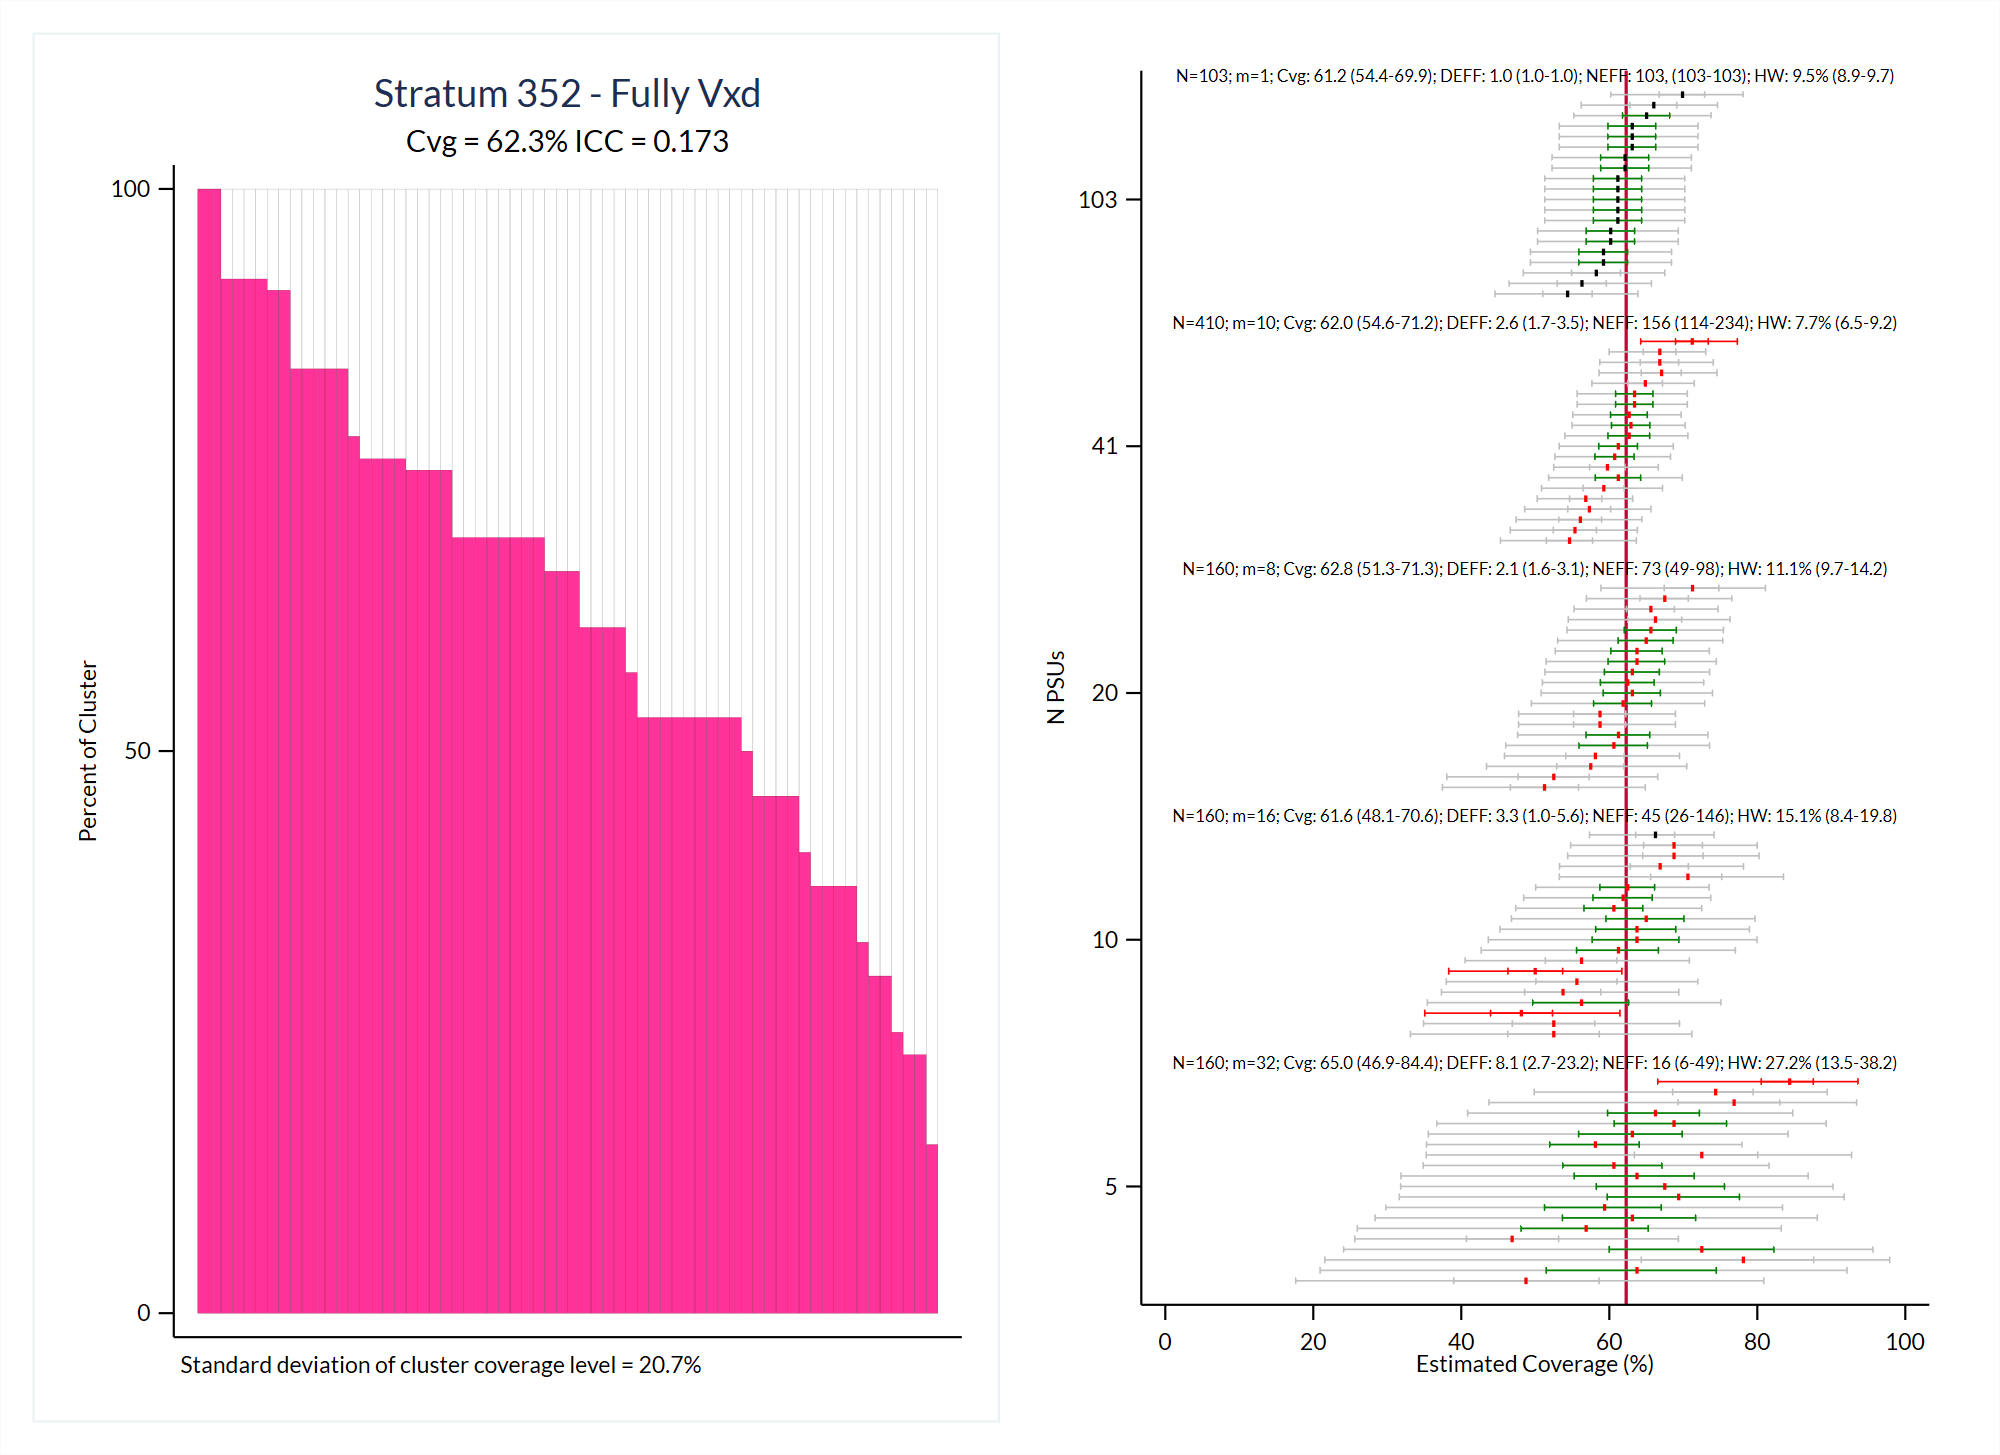 Stratum 352 - Fully Vxd
Cvg = 62.3% ICC = 0.173
100
50
0
Percent of Cluster
Standard deviation of cluster coverage level = 20.7%
N=103; m=1; Cvg: 61.2 (54.4-69.9); DEFF: 1.0 (1.0-1.0); NEFF: 103, (103-103); HW: 9.5% (8.9-9.7)
103
N=410; m=10; Cvg: 62.0 (54.6-71.2); DEFF: 2.6 (1.7-3.5); NEFF: 156 (114-234); HW: 7.7% (6.5-9.2)
41
N=160; m=8; Cvg: 62.8 (51.3-71.3); DEFF: 2.1 (1.6-3.1); NEFF: 73 (49-98); HW: 11.1% (9.7-14.2)
N PSUs
20
N=160; m=16; Cvg: 61.6 (48.1-70.6); DEFF: 3.3 (1.0-5.6); NEFF: 45 (26-146); HW: 15.1% (8.4-19.8)
10
N=160; m=32; Cvg: 65.0 (46.9-84.4); DEFF: 8.1 (2.7-23.2); NEFF: 16 (6-49); HW: 27.2% (13.5-38.2)
5
0 20 40 60 80 100
Estimated Coverage (%)